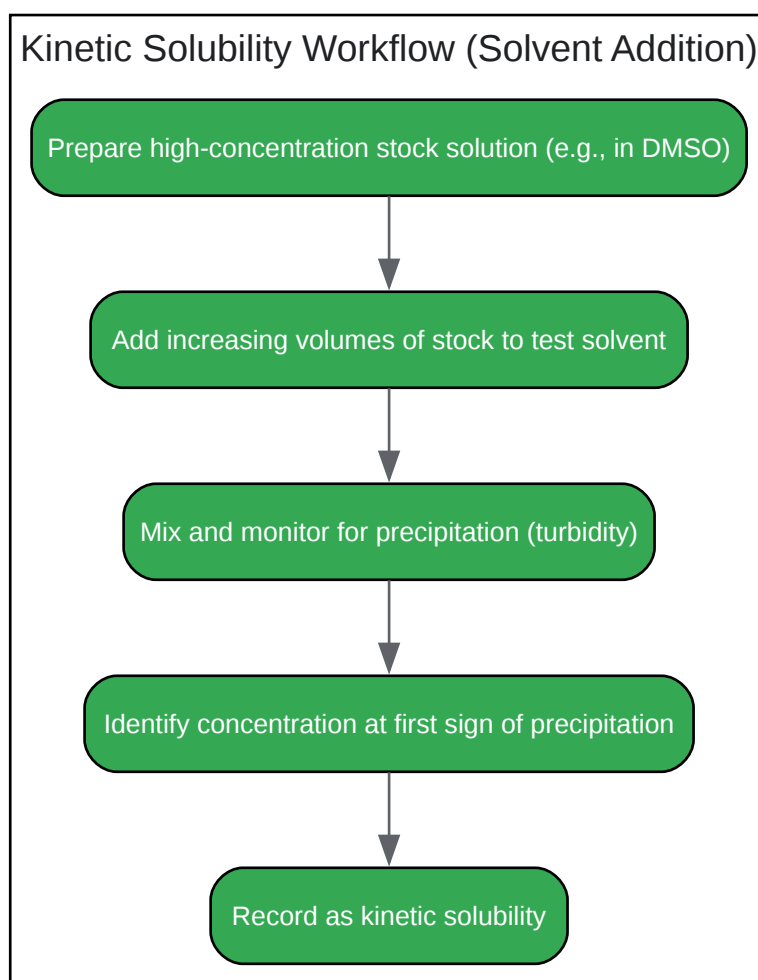 Kinetic Solubility Workflow (Solvent Addition)
Prepare high-concentration stock solution (e.g., in DMSO)
Add increasing volumes of stock to test solvent
Mix and monitor for precipitation (turbidity)
Identify concentration at first sign of precipitation
Record as kinetic solubility